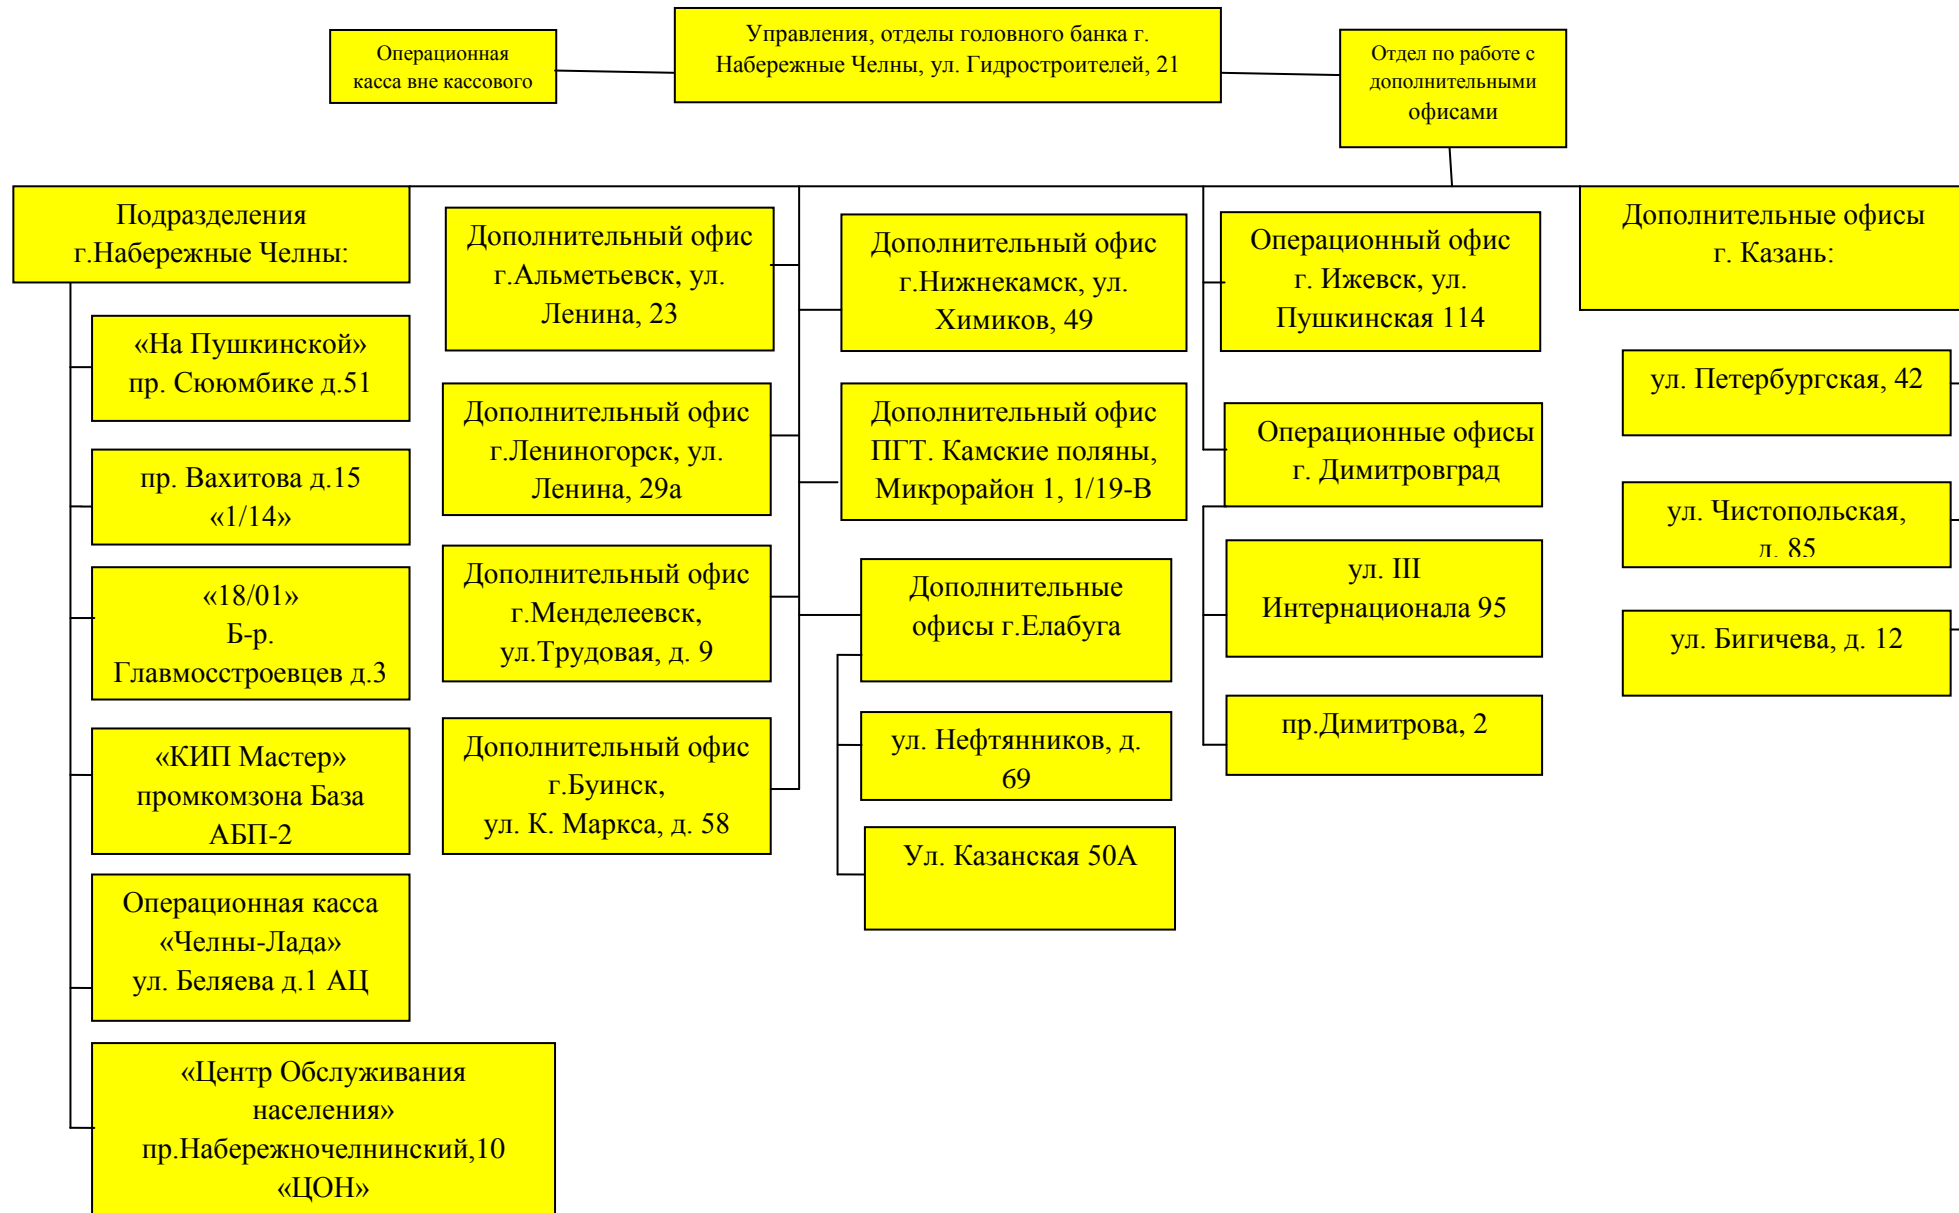 Операционная
касса вне кассового
Управления, отделы головного банка г.
Набережные Челны, ул. Гидростроителей, 21
Отдел по работе с
дополнительными
офисами
Подразделения
г.Набережные Челны:
«На Пушкинской»
пр. Сююмбике д.51
пр. Вахитова д.15
«1/14»
«18/01»
Б-р.
Главмосстроевцев д.3
«КИП Мастер»
промкомзона База
АБП-2
Операционная касса
«Челны-Лада»
ул. Беляева д.1 АЦ
«Центр Обслуживания
населения»
пр.Набережночелнинский,10
«ЦОН»
Дополнительный офис
г.Альметьевск, ул.
Ленина, 23
Дополнительный офис
г.Лениногорск, ул.
Ленина, 29а
Дополнительный офис
г.Менделеевск,
ул.Трудовая, д. 9
Дополнительный офис
г.Буинск,
ул. К. Маркса, д. 58
Дополнительный офис
г.Нижнекамск, ул.
Химиков, 49
Дополнительный офис
ПГТ. Камские поляны,
Микрорайон 1, 1/19-В
Дополнительные
офисы г.Елабуга
ул. Нефтянников, д.
69
Ул. Казанская 50А
Операционный офис
г. Ижевск, ул.
Пушкинская 114
Операционные офисы
г. Димитровград
ул. III
Интернационала 95
пр.Димитрова, 2
Дополнительные офисы
г. Казань:
ул. Петербургская, 42
ул. Чистопольская,
д. 85
ул. Бигичева, д. 12